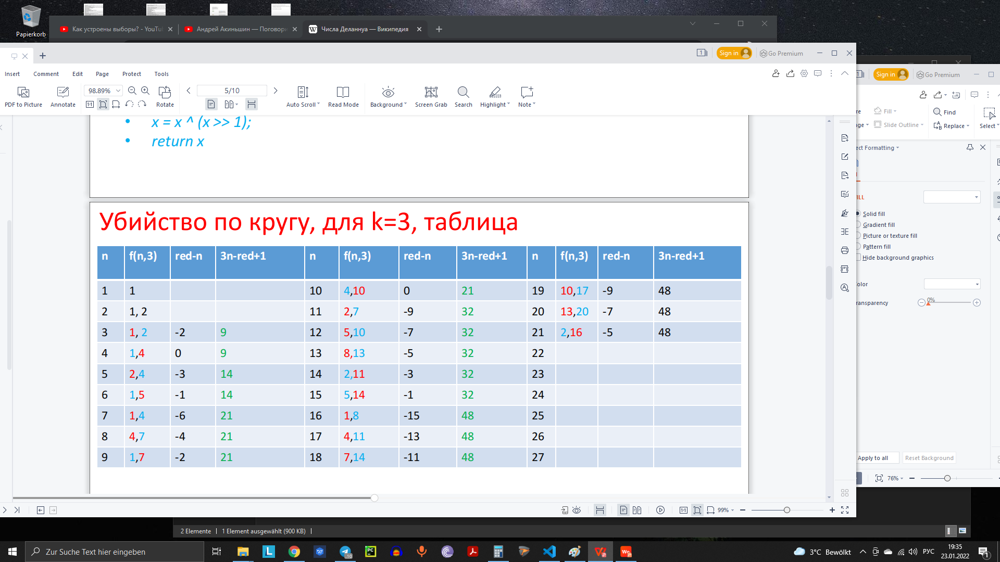 Papierkorb
Как устроены выборы? - YouTu
Андрей Акиньшин — Поговори
Числа Деланнуа — Википедия
1
Sign in
Go Premium
Sign in
Go Premium
Insert
Comment
Edit
Page
Protect
Tools
98.89%
5/10
PDF to Picture
Annotate
Rotate
Auto Scroll
Read Mode
Background
Screen Grab
Search
Highlight
Note
Fill
Find
Slide Outline
Replace
Select
• x = x ^ (x >> 1);
• return x
ect Formatting
Solid fill
Gradient fill
Picture or texture fill
Pattern fill
Hide background graphics
0%
Apply to all
Reset Background
76%
Убийство по кругу, для k=3, таблица
n f(n,3) red-n 3n-red+1 n f(n,3) red-n 3n-red+1 n f(n,3) red-n 3n-red+1
1 1 10 4,10 0 21 19 10,17 -9 48
2 1, 2 11 2,7 -9 32 20 13,20 -7 48
3 1, 2 -2 9 12 5,10 -7 32 21 2,16 -5 48
4 1,4 0 9 13 8,13 -5 32 22
5 2,4 -3 14 14 2,11 -3 32 23
6 1,5 -1 14 15 5,14 -1 32 24
7 1,4 -6 21 16 1,8 -15 48 25
8 4,7 -4 21 17 4,11 -13 48 26
9 1,7 -2 21 18 7,14 -11 48 27
99%
2 Elemente
1 Element ausgewählt (900 KB)
Zur Suche Text hier eingeben
3°C Bewölkt
РУС
19:35
23.01.2022